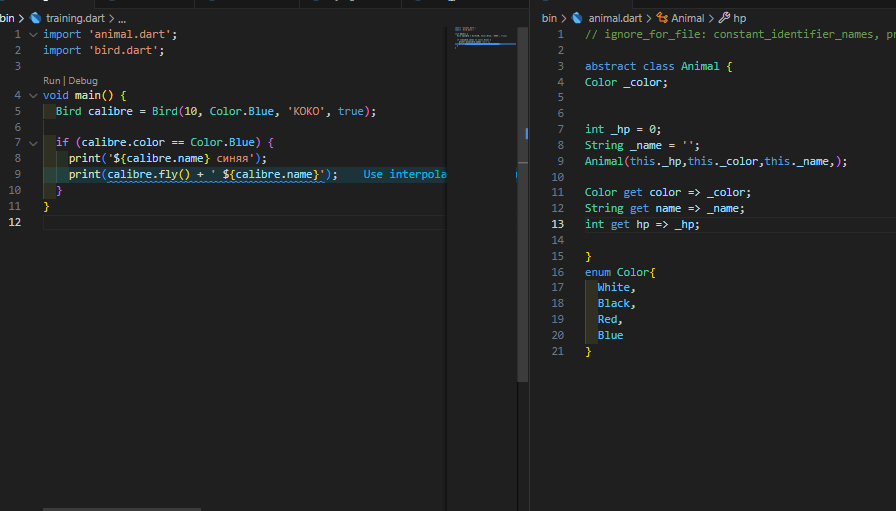 bin > training.dart > ...
1 import 'animal.dart';
2 import 'bird.dart';
3
Run | Debug
4 void main() {
5 Bird calibre = Bird(10, Color.Blue, 'KOKO', true);
6
7 if (calibre.color == Color.Blue) {
8 print('${calibre.name} синяя');
9 print(calibre.fly() + ' ${calibre.name}'); Use interpola
10 }
11 }
12
bin > animal.dart > Animal > hp
1 // ignore_for_file: constant_identifier_names, pr
2
3 abstract class Animal {
4 Color _color;
5
6
7 int _hp = 0;
8 String _name = '';
9 Animal(this._hp,this._color,this._name,);
10
11 Color get color => _color;
12 String get name => _name;
13 int get hp => _hp;
14
15 }
16 enum Color{
17 White,
18 Black,
19 Red,
20 Blue
21 }